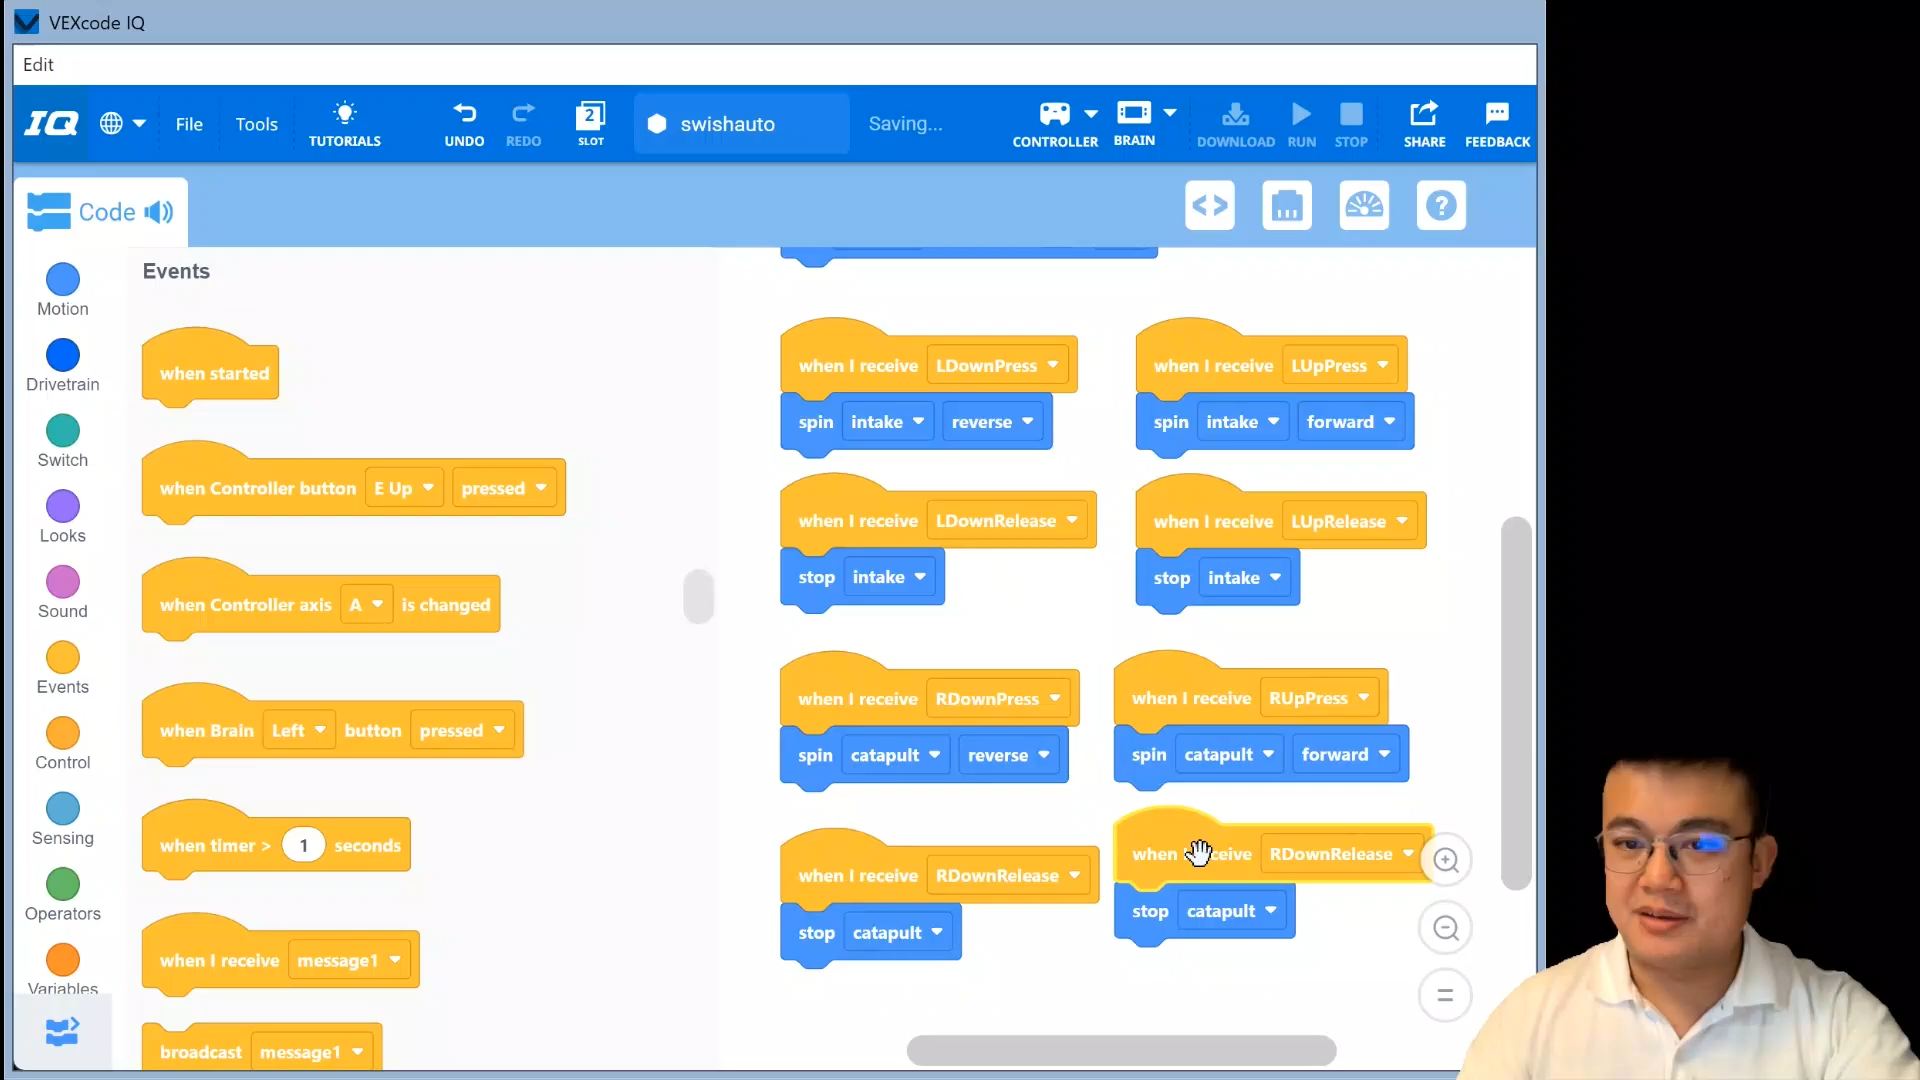 VEXcode IQ
Edit
IQ File Tools TUTORIALS UNDO REDO 2 SLOT swishauto Saving... CONTROLLER BRAIN DOWNLOAD RUN STOP SHARE FEEDBACK
Code
Motion
Drivetrain
Switch
Looks
Sound
Events
Control
Sensing
Operators
Variables
Events
when started
when Controller button E Up pressed
when Controller axis A is changed
when Brain Left button pressed
when timer > 1 seconds
when I receive message1
broadcast message1
when I receive LDownPress
spin intake reverse
when I receive LUpPress
spin intake forward
when I receive LDownRelease
stop intake
when I receive LUpRelease
stop intake
when I receive RDownPress
spin catapult reverse
when I receive RUpPress
spin catapult forward
when I receive RDownRelease
stop catapult
when ceive RDownRelease
stop catapult